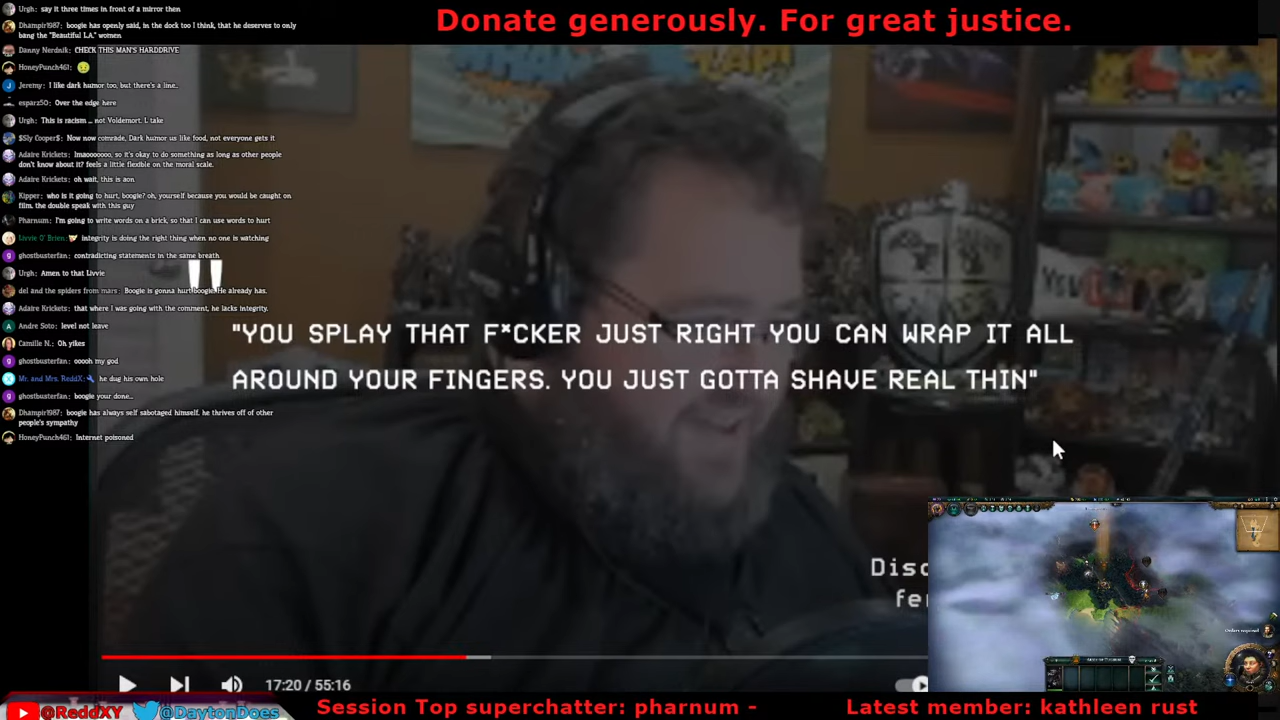 Donate generously. For great justice.
Urgh: say it three times in front of a mirror then
Dhampir1987: boogie has openly said, in the dock too I think, that he deserves to only
bang the "Beautiful L.A." women
Danny Nerdnik: CHECK THIS MAN'S HARDDRIVE
HoneyPunch461:
Jeremy: I like dark humor too, but there's a line..
esparz50: Over the edge here
Urgh: This is racism ... not Voldemort. L take
$Sly Cooper$: Now now comrade, Dark humor us like food, not everyone gets it
Adaire Krickets: lmaooooooo, so it's okay to do something as long as other people
don't know about it? feels a little flexible on the moral scale.
Adaire Krickets: oh wait, this is aon
Kipper: who is it going to hurt, boogie? oh, yourself because you would be caught on
film. the double speak with this guy
Pharnum: I'm going to write words on a brick, so that I can use words to hurt
Livvie O' Brien: integrity is doing the right thing when no one is watching
ghostbusterfan: contradicting statements in the same breath
Urgh: Amen to that Livvie
del and the spiders from mars: Boogie is gonna hurt boogie. He already has.
Adaire Krickets: that where I was going with the comment, he lacks integrity.
Andre Soto: level not leave
Camille N.: Oh yikes
ghostbusterfan: ooooh my god
Mr. and Mrs. ReddX: he dug his own hole
ghostbusterfan: boogie your done...
Dhampir1987: boogie has always self sabotaged himself, he thrives off of other
people's sympathy
HoneyPunch461: Internet poisoned
"YOU SPLAY THAT F*CKER JUST RIGHT YOU CAN WRAP IT ALL
AROUND YOUR FINGERS. YOU JUST GOTTA SHAVE REAL THIN"
Disc
fe
17:20 / 55:16
@ReddXY @DaytonDoes Session Top superchatter: pharnum - Latest member: kathleen rust